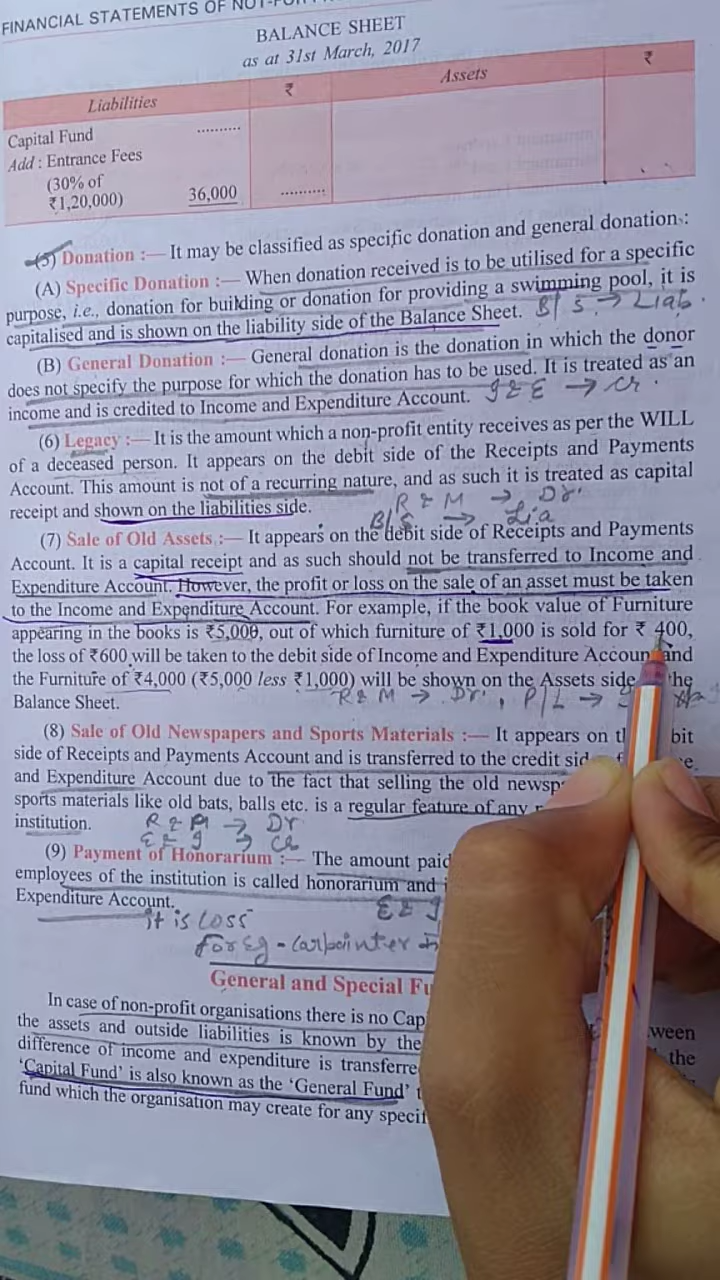 FINANCIAL STATEMENTS OF NOT-FOR-
BALANCE SHEET
as at 31st March, 2017
Liabilities ₹ Assets ₹
Capital Fund ..........
Add : Entrance Fees
(30% of
₹1,20,000) 36,000 ..........
(5) Donation :— It may be classified as specific donation and general donation :
(A) Specific Donation :— When donation received is to be utilised for a specific
purpose, i.e., donation for building or donation for providing a swimming pool, it is
capitalised and is shown on the liability side of the Balance Sheet. B/S. → Liab.
(B) General Donation :— General donation is the donation in which the donor
does not specify the purpose for which the donation has to be used. It is treated as an
income and is credited to Income and Expenditure Account. I & E → Cr.
(6) Legacy :— It is the amount which a non-profit entity receives as per the WILL
of a deceased person. It appears on the debit side of the Receipts and Payments
Account. This amount is not of a recurring nature, and as such it is treated as capital
receipt and shown on the liabilities side. R & M → Dr.
B/S → Lia
(7) Sale of Old Assets :— It appears on the debit side of Receipts and Payments
Account. It is a capital receipt and as such should not be transferred to Income and
Expenditure Account. However, the profit or loss on the sale of an asset must be taken
to the Income and Expenditure Account. For example, if the book value of Furniture
appearing in the books is ₹5,000, out of which furniture of ₹1,000 is sold for ₹ 400,
the loss of ₹600 will be taken to the debit side of Income and Expenditure Account and
the Furniture of ₹4,000 (₹5,000 less ₹1,000) will be shown on the Assets side he
Balance Sheet. R & M → Dr., P/L →
(8) Sale of Old Newspapers and Sports Materials :— It appears on t bit
side of Receipts and Payments Account and is transferred to the credit sid e
and Expenditure Account due to the fact that selling the old newsp
sports materials like old bats, balls etc. is a regular feature of any
institution. R & M → Dr
E & I → Cr
(9) Payment of Honorarium :— The amount paid
employees of the institution is called honorarium and
Expenditure Account. E & I
it is Loss
for Eg - Carpainter
General and Special Fu
In case of non-profit organisations there is no Cap ween
the assets and outside liabilities is known by the the
difference of income and expenditure is transferre
'Capital Fund' is also known as the 'General Fund'
fund which the organisation may create for any specif